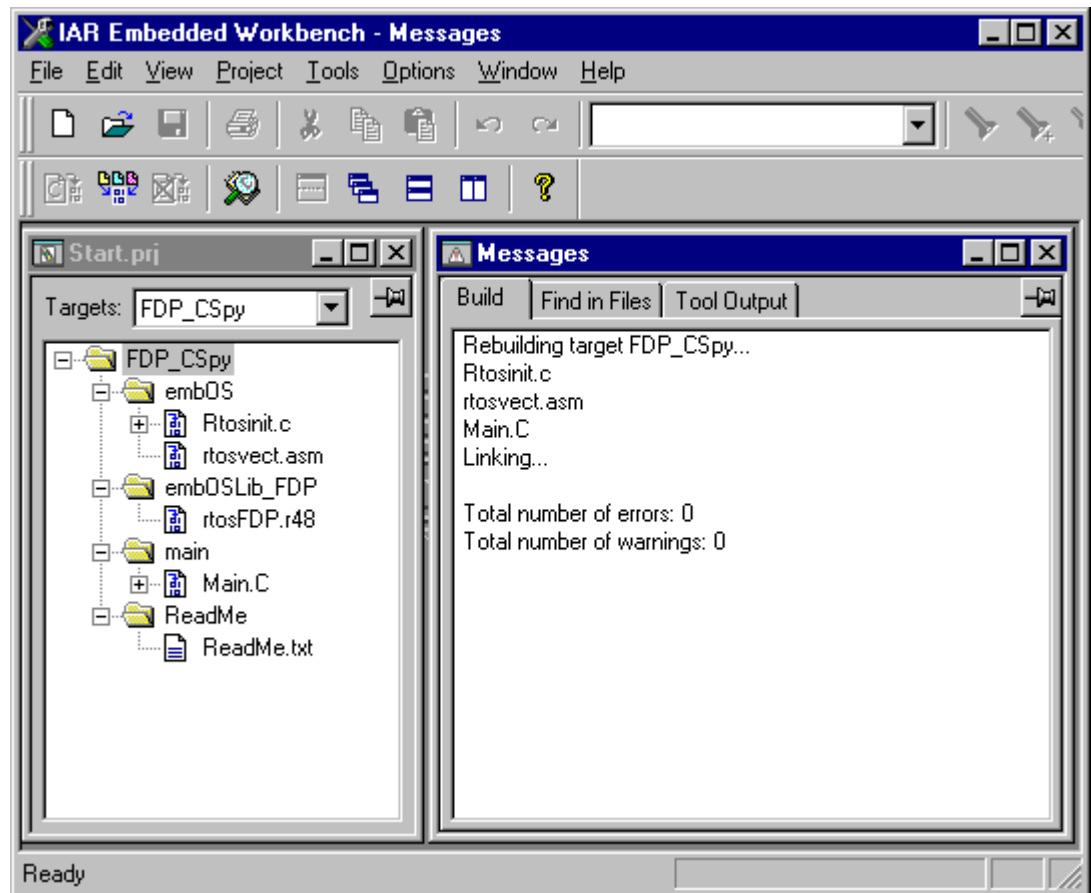 IAR Embedded Workbench - Messages
File Edit View Project Tools Options Window Help
Start.prj
Targets: FDP_CSpy
FDP_CSpy
embOS
Rtosinit.c
rtosvect.asm
embOSLib_FDP
rtosFDP.r48
main
Main.C
ReadMe
ReadMe.txt
Messages
Build Find in Files Tool Output
Rebuilding target FDP_CSpy...
Rtosinit.c
rtosvect.asm
Main.C
Linking...
Total number of errors: 0
Total number of warnings: 0
Ready